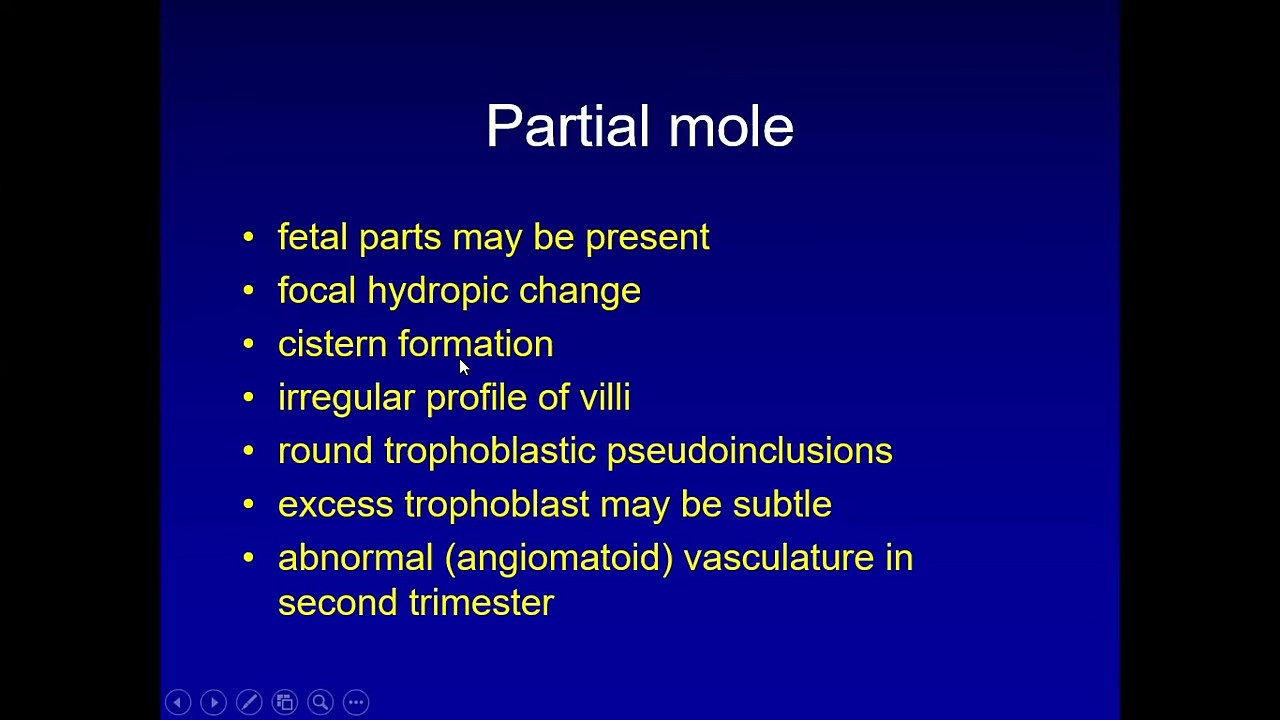 Partial mole
• fetal parts may be present
• focal hydropic change
• cistern formation
• irregular profile of villi
• round trophoblastic pseudoinclusions
• excess trophoblast may be subtle
• abnormal (angiomatoid) vasculature in
second trimester